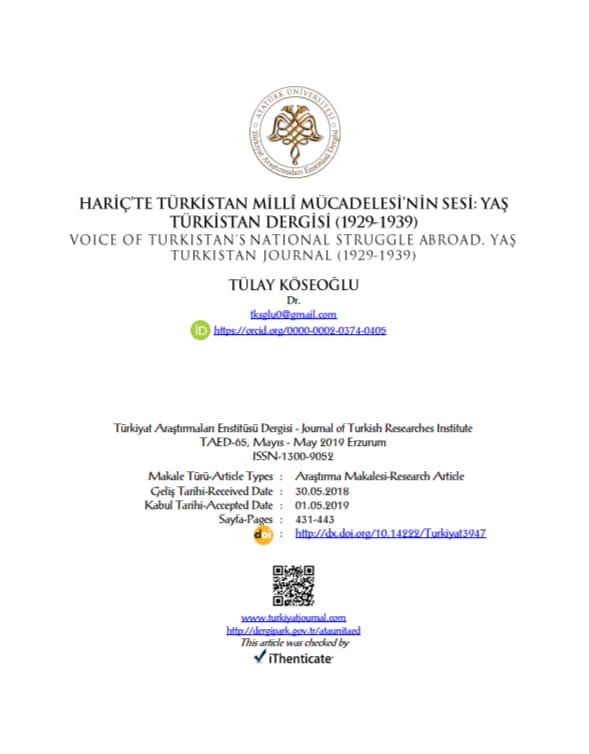 ATATÜRK ÜNİVERSİTESİ
Türkiyat Araştırmaları Enstitüsü Dergisi
HARİÇ'TE TÜRKİSTAN MİLLÎ MÜCADELESİ'NİN SESİ: YAŞ
TÜRKİSTAN DERGİSİ (1929-1939)
VOICE OF TURKISTAN'S NATIONAL STRUGGLE ABROAD. YAŞ
TURKISTAN JOURNAL (1929-1939)
TÜLAY KÖSEOĞLU
Dr.
tksglu0@gmail.com
iD https://orcid.org/0000-0002-0374-0405
Türkiyat Araştırmaları Enstitüsü Dergisi - Journal of Turkish Researches Institute
TAED-65, Mayıs - May 2019 Erzurum
ISSN-1300-9052
Makale Türü-Article Types : Araştırma Makalesi-Research Article
Geliş Tarihi-Received Date : 30.05.2018
Kabul Tarihi-Accepted Date : 01.05.2019
Sayfa-Pages : 431-443
doi : http://dx.doi.org/10.14222/Turkiyat3947
www.turkiyatjournal.com
http://dergipark.gov.tr/ataunitaed
This article was checked by
iThenticate®